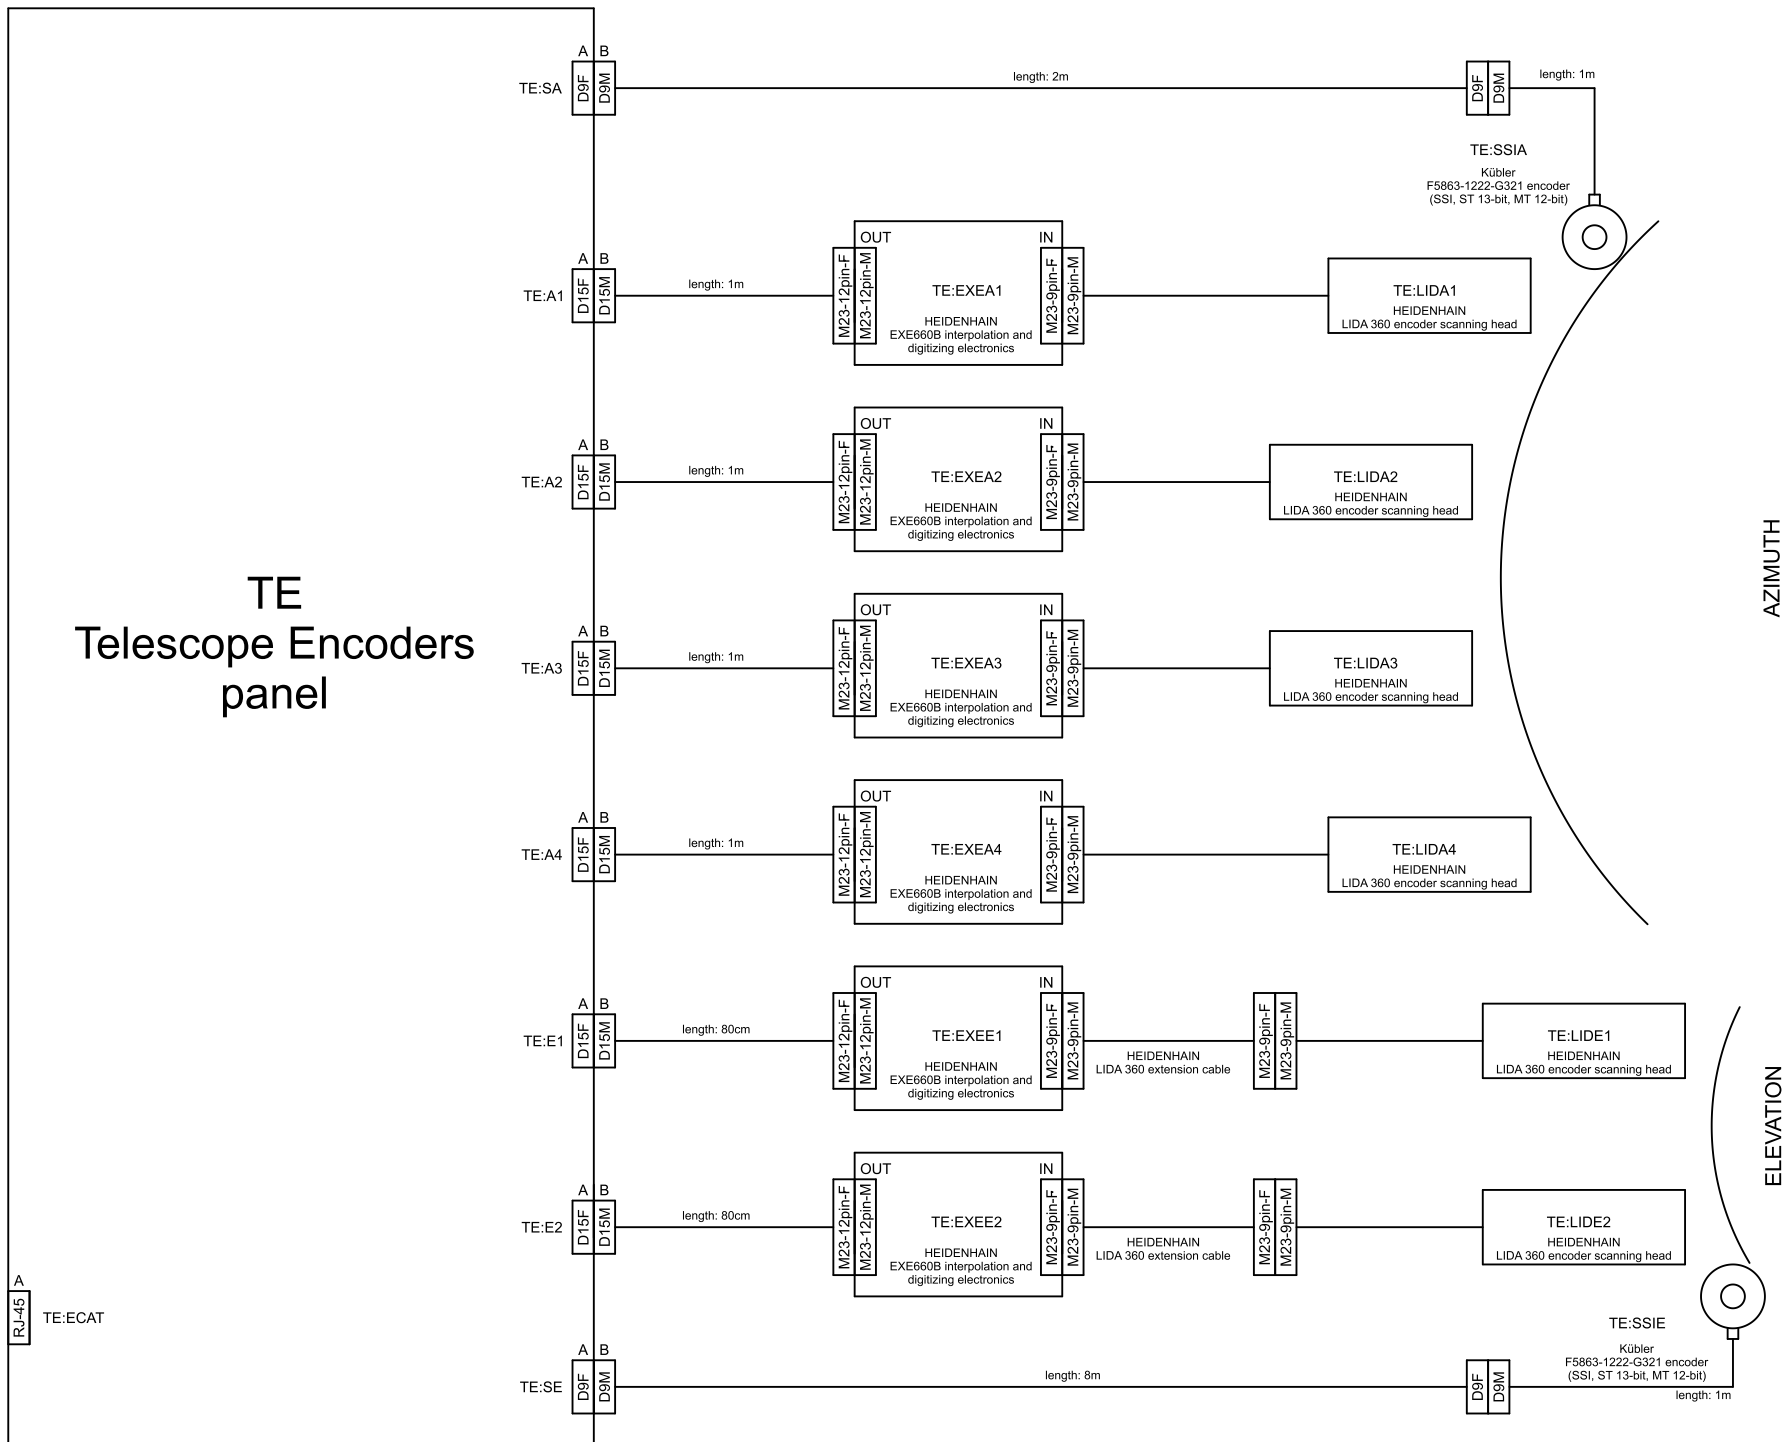 A B
TE:SA
D9F
D9M
length: 2m
D9F
D9M
length: 1m
TE:SSIA
Kübler
F5863-1222-G321 encoder
(SSI, ST 13-bit, MT 12-bit)
A B
TE:A1
D15F
D15M
length: 1m
M23-12pin-F
M23-12pin-M
OUT
IN
TE:EXEA1
HEIDENHAIN
EXE660B interpolation and
digitizing electronics
M23-9pin-F
M23-9pin-M
TE:LIDA1
HEIDENHAIN
LIDA 360 encoder scanning head
A B
TE:A2
D15F
D15M
length: 1m
M23-12pin-F
M23-12pin-M
OUT
IN
TE:EXEA2
HEIDENHAIN
EXE660B interpolation and
digitizing electronics
M23-9pin-F
M23-9pin-M
TE:LIDA2
HEIDENHAIN
LIDA 360 encoder scanning head
AZIMUTH
TE
Telescope Encoders
panel
A B
TE:A3
D15F
D15M
length: 1m
M23-12pin-F
M23-12pin-M
OUT
IN
TE:EXEA3
HEIDENHAIN
EXE660B interpolation and
digitizing electronics
M23-9pin-F
M23-9pin-M
TE:LIDA3
HEIDENHAIN
LIDA 360 encoder scanning head
A B
TE:A4
D15F
D15M
length: 1m
M23-12pin-F
M23-12pin-M
OUT
IN
TE:EXEA4
HEIDENHAIN
EXE660B interpolation and
digitizing electronics
M23-9pin-F
M23-9pin-M
TE:LIDA4
HEIDENHAIN
LIDA 360 encoder scanning head
A B
TE:E1
D15F
D15M
length: 80cm
M23-12pin-F
M23-12pin-M
OUT
IN
TE:EXEE1
HEIDENHAIN
EXE660B interpolation and
digitizing electronics
M23-9pin-F
M23-9pin-M
HEIDENHAIN
LIDA 360 extension cable
M23-9pin-F
M23-9pin-M
TE:LIDE1
HEIDENHAIN
LIDA 360 encoder scanning head
ELEVATION
A B
TE:E2
D15F
D15M
length: 80cm
M23-12pin-F
M23-12pin-M
OUT
IN
TE:EXEE2
HEIDENHAIN
EXE660B interpolation and
digitizing electronics
M23-9pin-F
M23-9pin-M
HEIDENHAIN
LIDA 360 extension cable
M23-9pin-F
M23-9pin-M
TE:LIDE2
HEIDENHAIN
LIDA 360 encoder scanning head
A
RJ-45
TE:ECAT
A B
TE:SE
D9F
D9M
length: 8m
D9F
D9M
TE:SSIE
Kübler
F5863-1222-G321 encoder
(SSI, ST 13-bit, MT 12-bit)
length: 1m